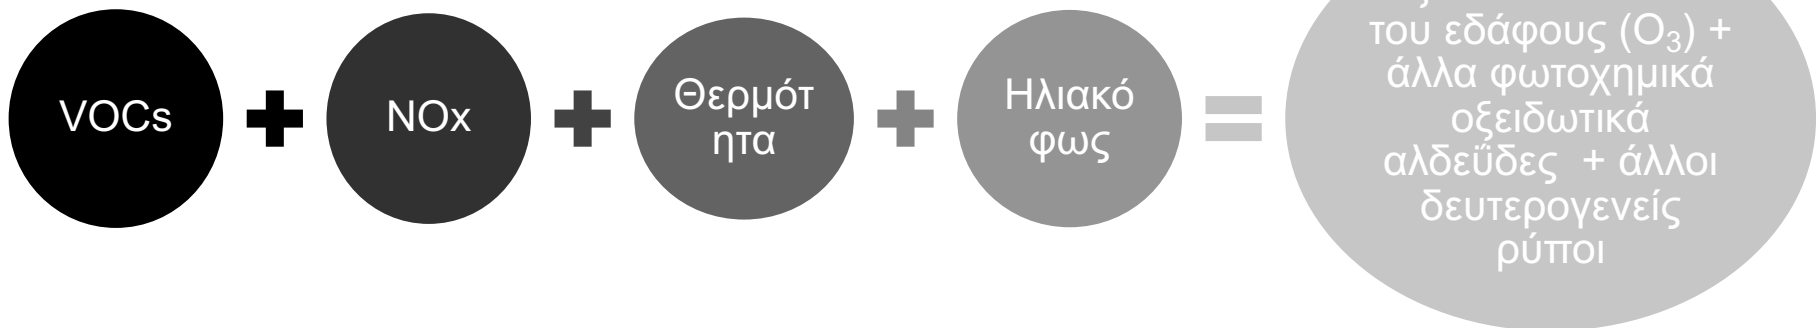 VOCs
NOx
Θερμότ
ητα
Ηλιακό
φως
του εδάφους (O₃) +
άλλα φωτοχημικά
οξειδωτικά
αλδεΰδες + άλλοι
δευτερογενείς
ρύποι